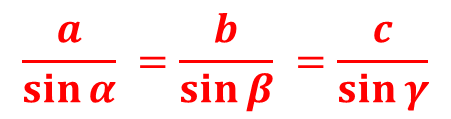 a/sin α = b/sin β = c/sin γ